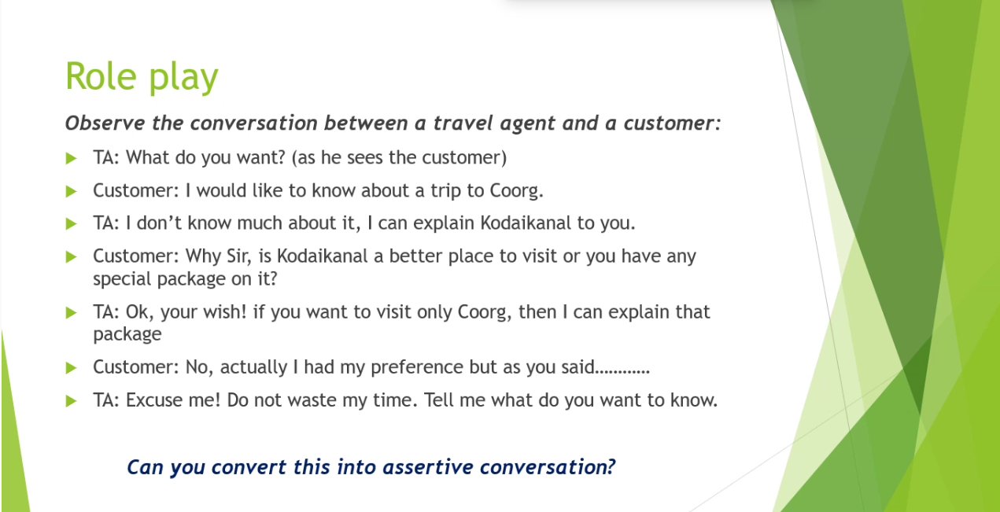 Role play
Observe the conversation between a travel agent and a customer:
TA: What do you want? (as he sees the customer)
Customer: I would like to know about a trip to Coorg.
TA: I don’t know much about it, I can explain Kodaikanal to you.
Customer: Why Sir, is Kodaikanal a better place to visit or you have any
special package on it?
TA: Ok, your wish! if you want to visit only Coorg, then I can explain that
package
Customer: No, actually I had my preference but as you said…………
TA: Excuse me! Do not waste my time. Tell me what do you want to know.
Can you convert this into assertive conversation?